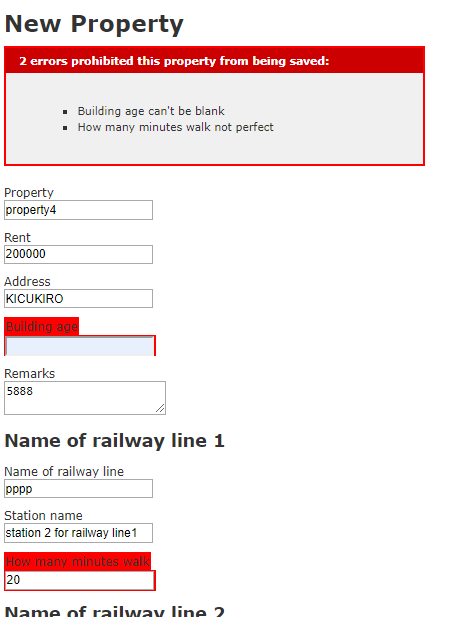 New Property
2 errors prohibited this property from being saved:
Building age can't be blank
How many minutes walk not perfect
Property
property4
Rent
200000
Address
KICUKIRO
Building age
Remarks
5888
Name of railway line 1
Name of railway line
pppp
Station name
station 2 for railway line1
How many minutes walk
20
Name of railway line 2